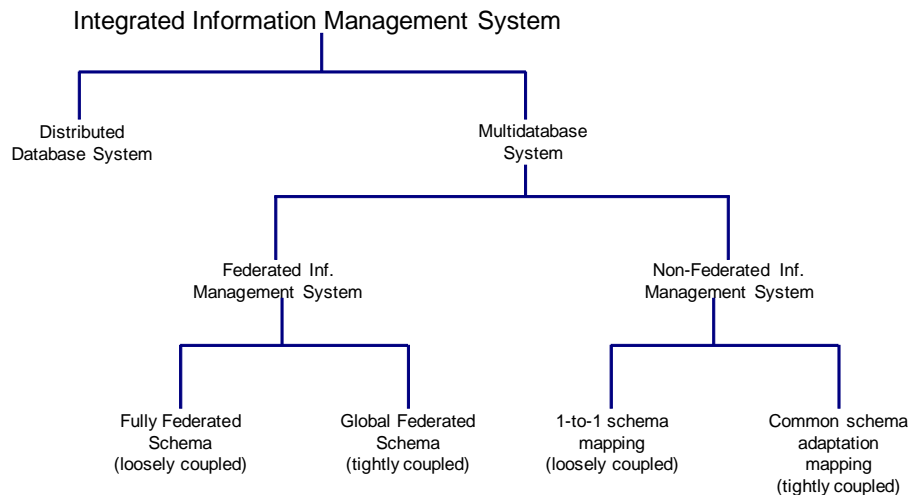 Integrated Information Management System
Distributed
Database System
Multidatabase
System
Federated Inf.
Management System
Non-Federated Inf.
Management System
Fully Federated
Schema
(loosely coupled)
Global Federated
Schema
(tightly coupled)
1-to-1 schema
mapping
(loosely coupled)
Common schema
adaptation
mapping
(tightly coupled)